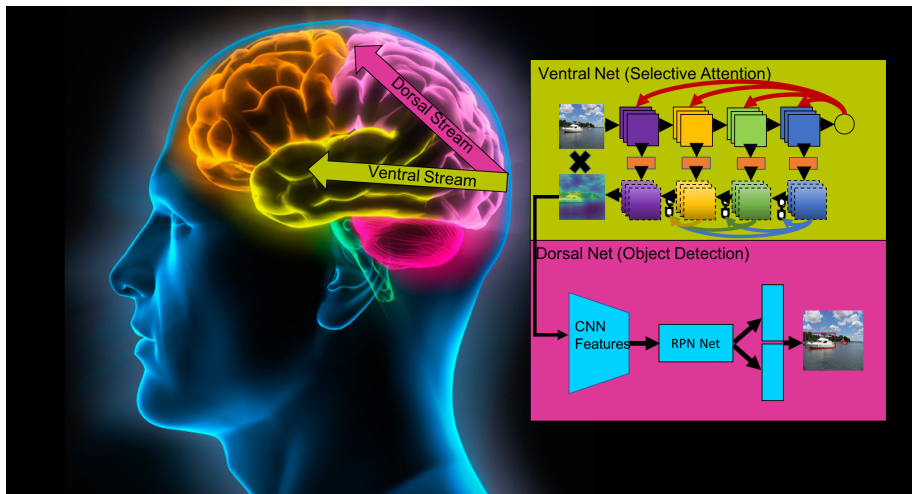 Dorsal Stream
Ventral Stream
Ventral Net (Selective Attention)
Dorsal Net (Object Detection)
CNN
Features
RPN Net